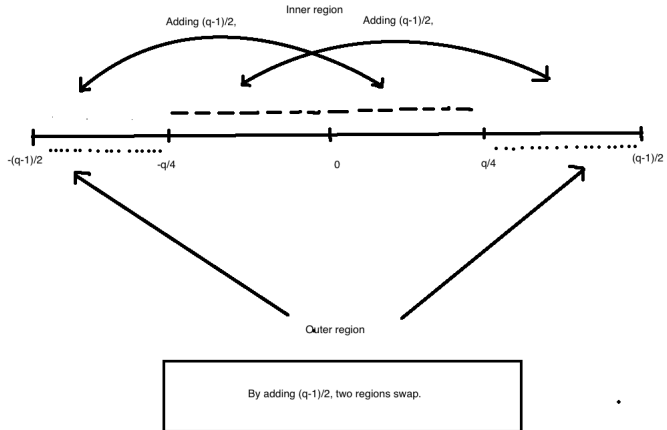 Inner region
Adding (q-1)/2,
Adding (q-1)/2,
-(q-1)/2
-q/4
0
q/4
(q-1)/2
Outer region
By adding (q-1)/2, two regions swap.